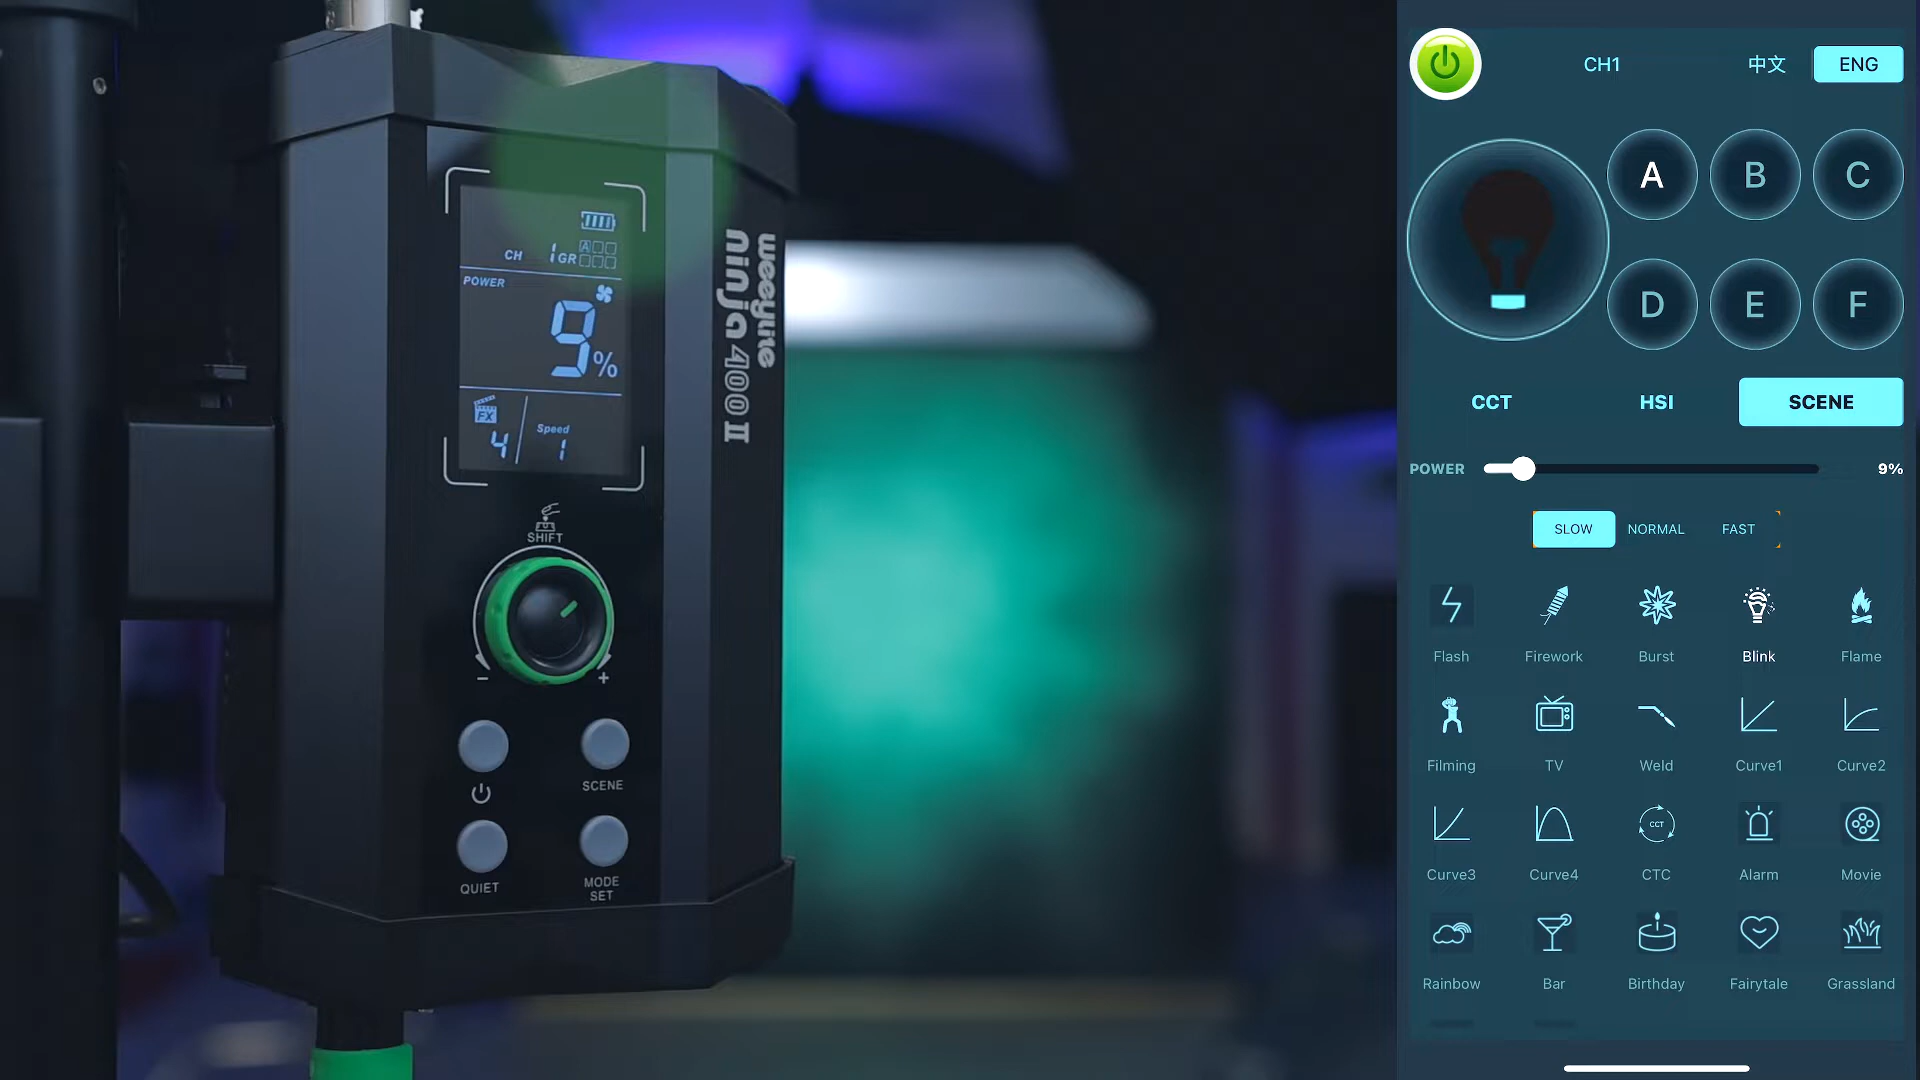 CH 1 GR A
POWER
9%
FX
4
Speed
1
weeylite
ninja 400 II
SHIFT
- +
SCENE
QUIET
MODE
SET
CH1
中文
ENG
A B C
D E F
CCT HSI SCENE
POWER 9%
SLOW NORMAL FAST
Flash Firework Burst Blink Flame
Filming TV Weld Curve1 Curve2
CCT
Curve3 Curve4 CTC Alarm Movie
Rainbow Bar Birthday Fairytale Grassland